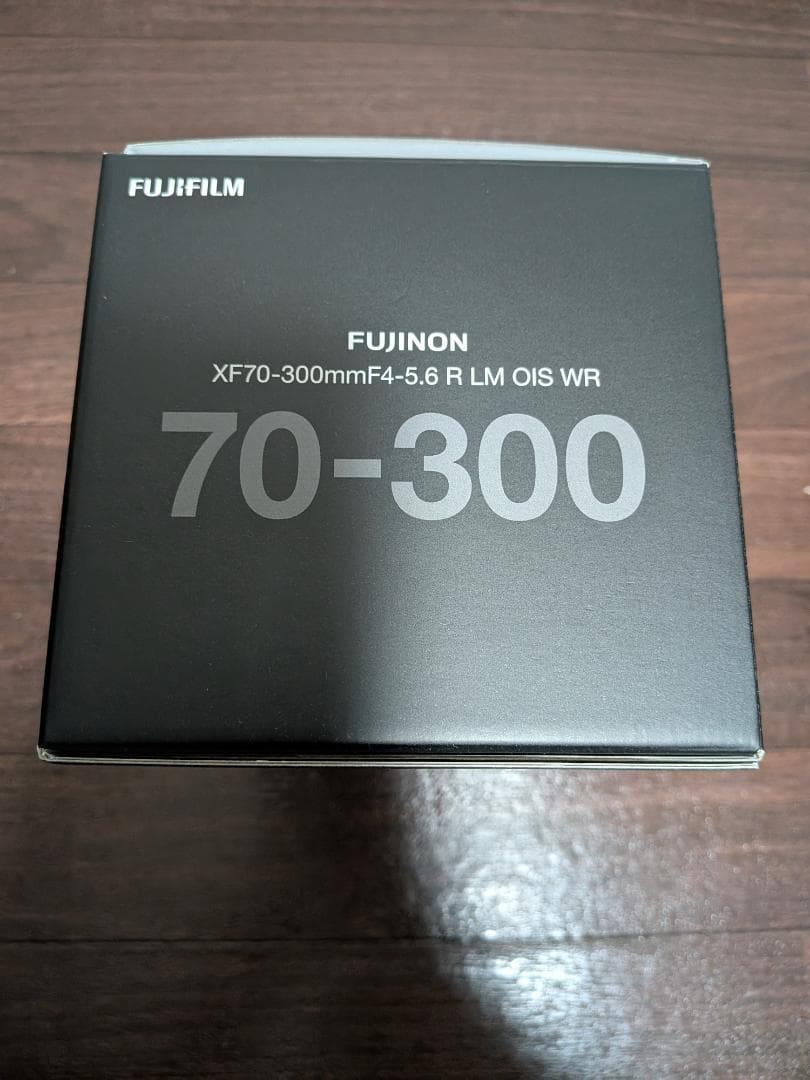 FUJIFILM
FUJINON
XF70-300mmF4-5.6 R LM OIS WR
70-300